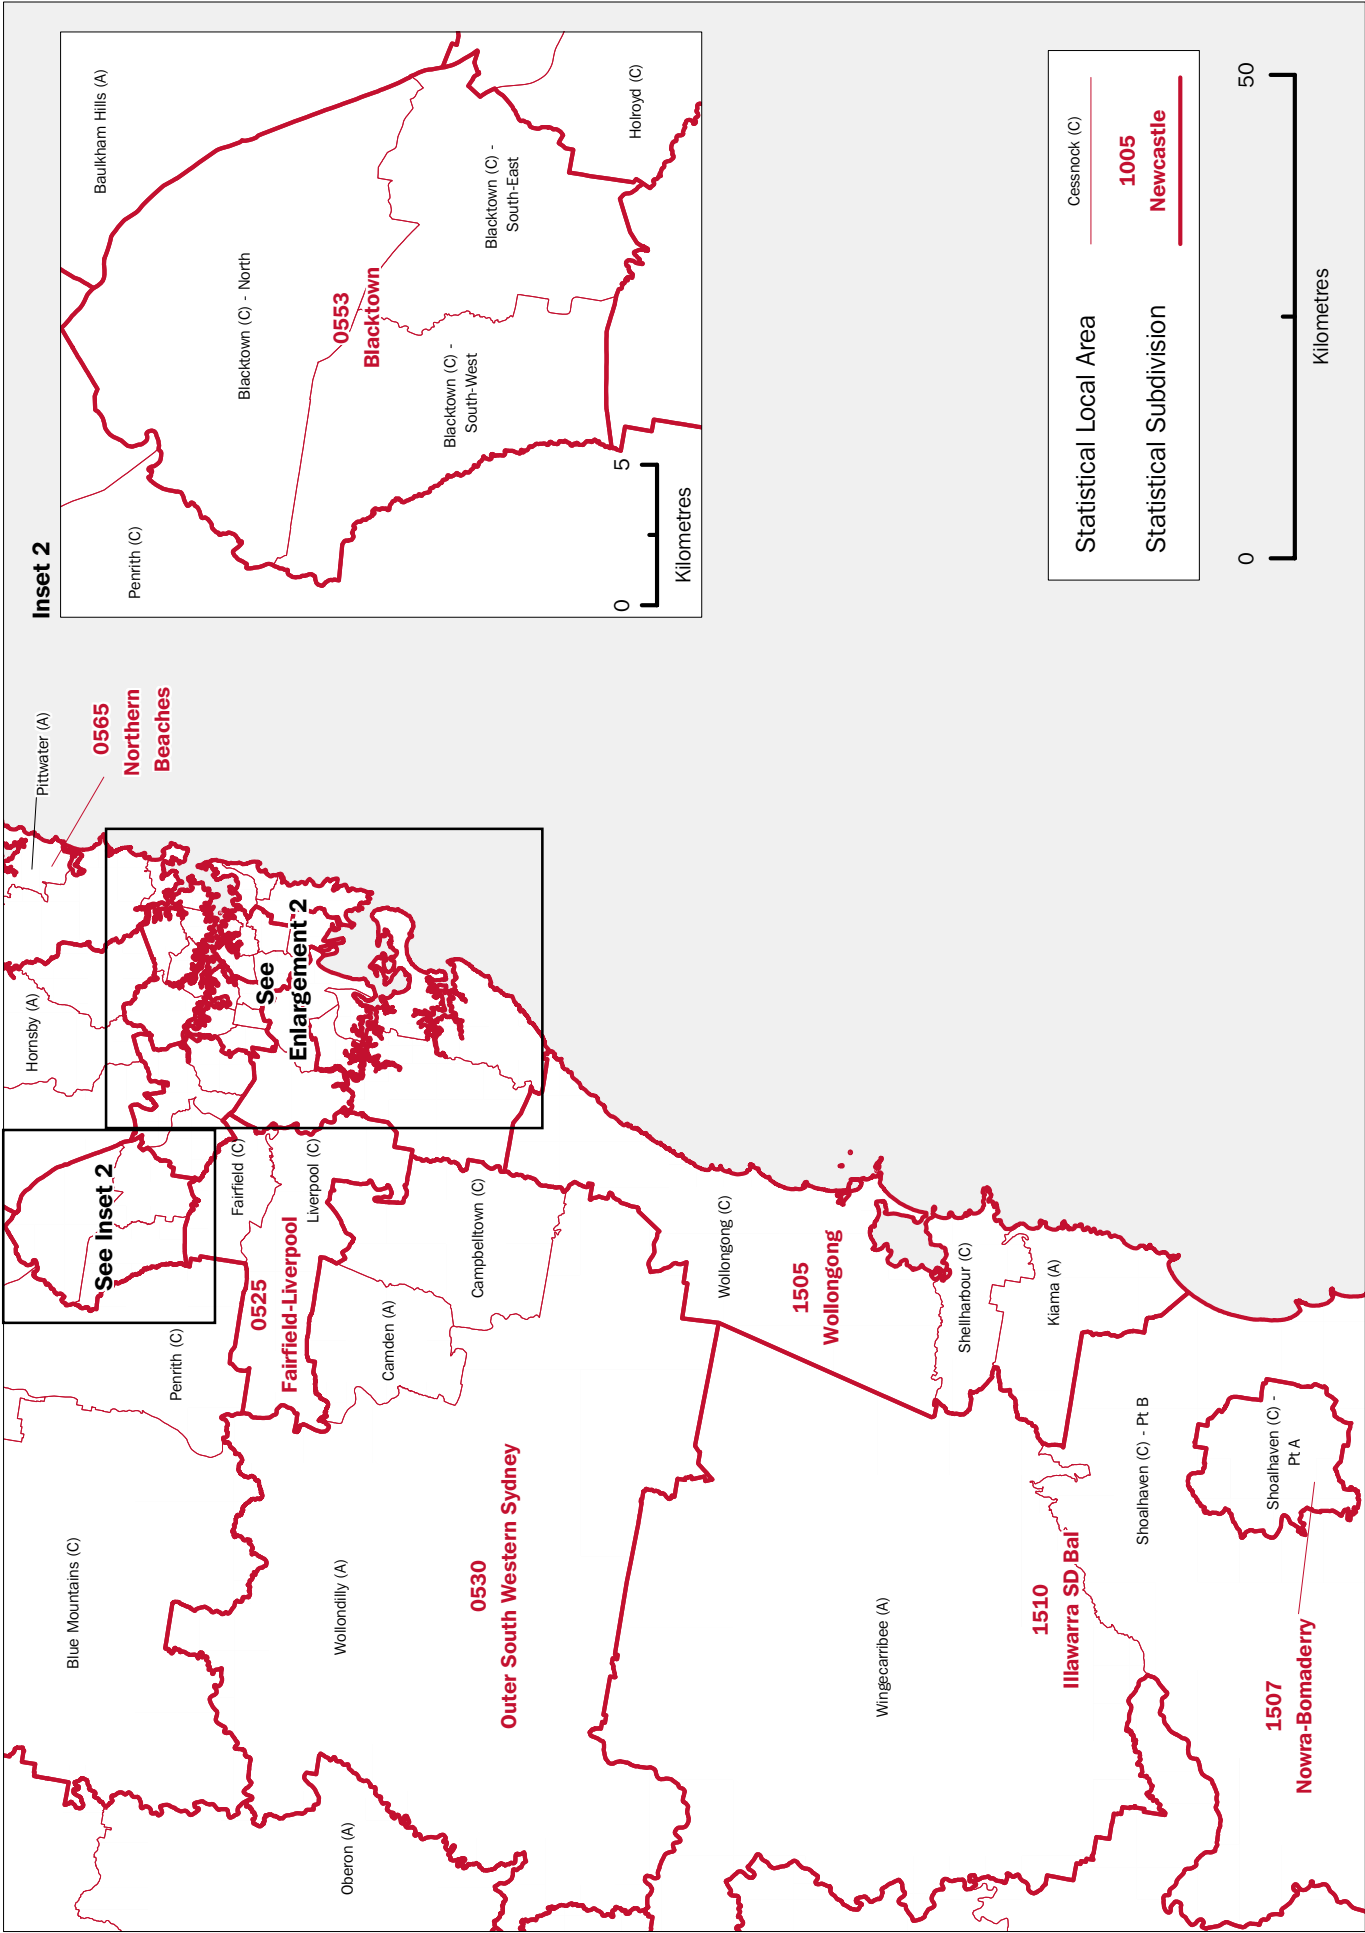 Blue Mountains (C)
Penrith (C)
See Inset 2
Hornsby (A)
Pittwater (A)
0565
Northern
Beaches
Oberon (A)
Wollondilly (A)
0530
Outer South Western Sydney
0525
Fairfield-Liverpool
Fairfield (C)
Liverpool (C)
Camden (A)
Campbelltown (C)
See
Enlargement 2
Wingecarribee (A)
1505
Wollongong
Wollongong (C)
Shellharbour (C)
Kiama (A)
1510
Illawarra SD Bal
Shoalhaven (C) - Pt B
Shoalhaven (C) -
Pt A
1507
Nowra-Bomaderry
Inset 2
Penrith (C)
Baulkham Hills (A)
Blacktown (C) - North
0553
Blacktown
Blacktown (C) -
South-West
Blacktown (C) -
South-East
Holroyd (C)
0
5
Kilometres
Statistical Local Area
Cessnock (C)
Statistical Subdivision
1005
Newcastle
0
50
Kilometres